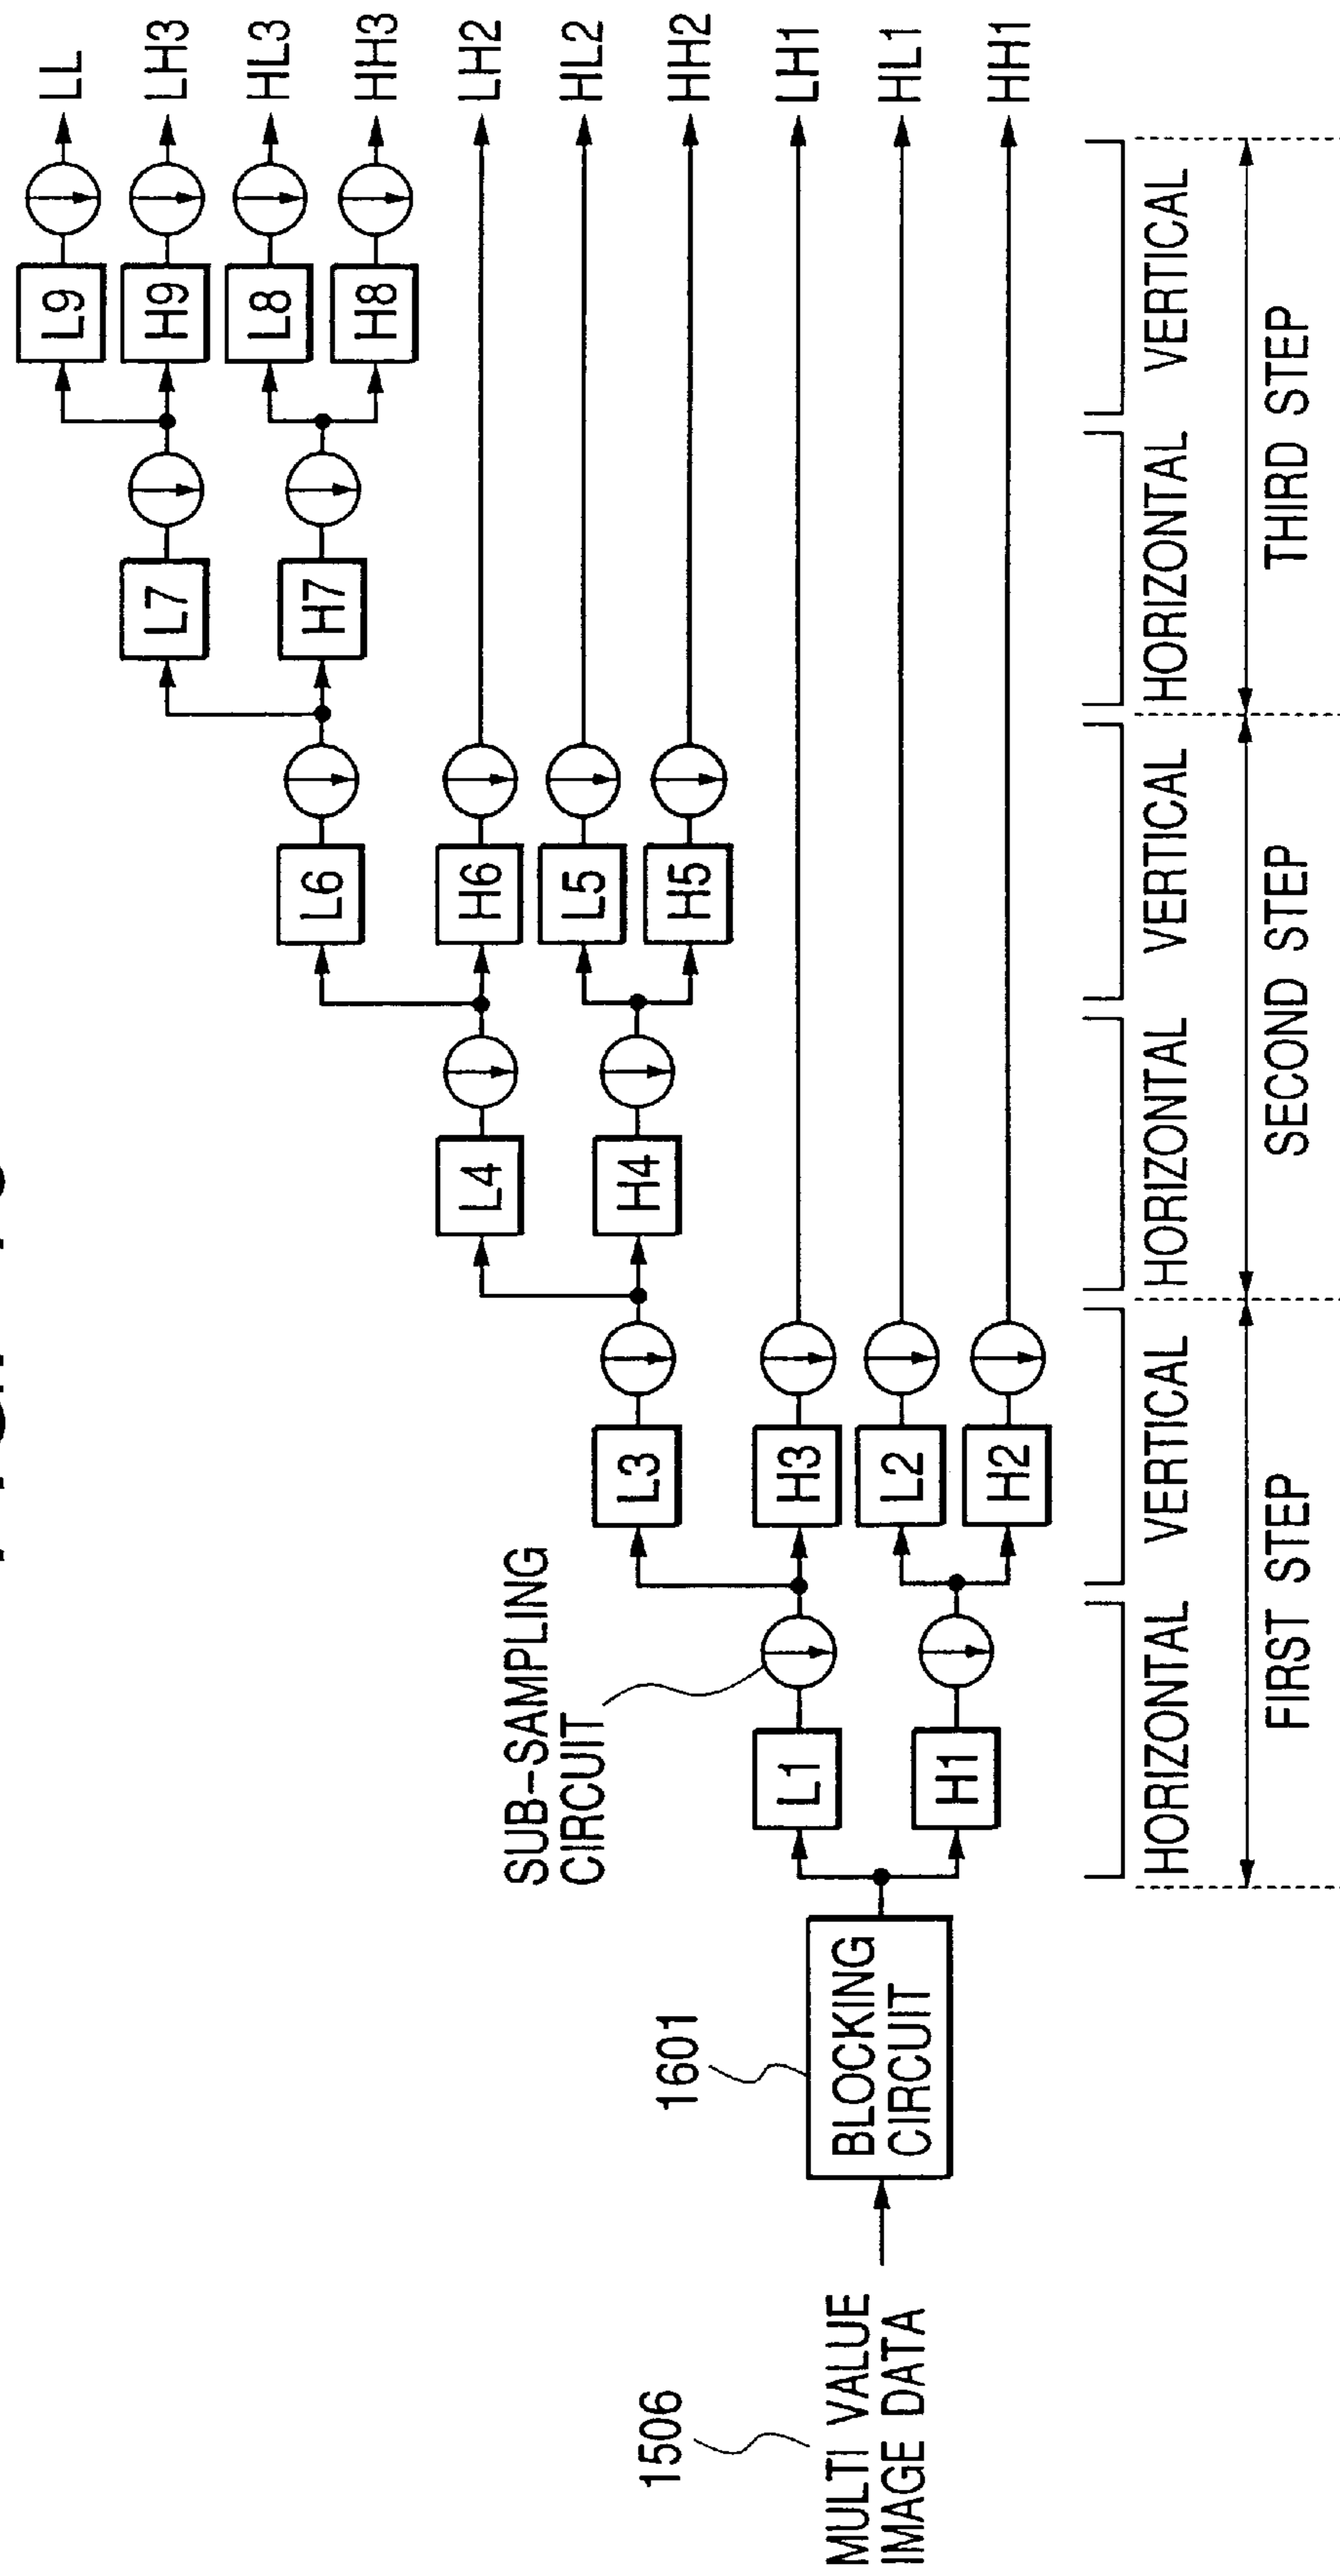 1506
MULTI VALUE
IMAGE DATA
1601
BLOCKING
CIRCUIT
SUB-SAMPLING
CIRCUIT
L1
H1
L3
H3
L2
H2
L4
H4
L6
H6
L5
H5
L7
H7
L9
H9
L8
H8
LL
LH3
HL3
HH3
LH2
HL2
HH2
LH1
HL1
HH1
HORIZONTAL
VERTICAL
HORIZONTAL
VERTICAL
HORIZONTAL
VERTICAL
FIRST STEP
SECOND STEP
THIRD STEP